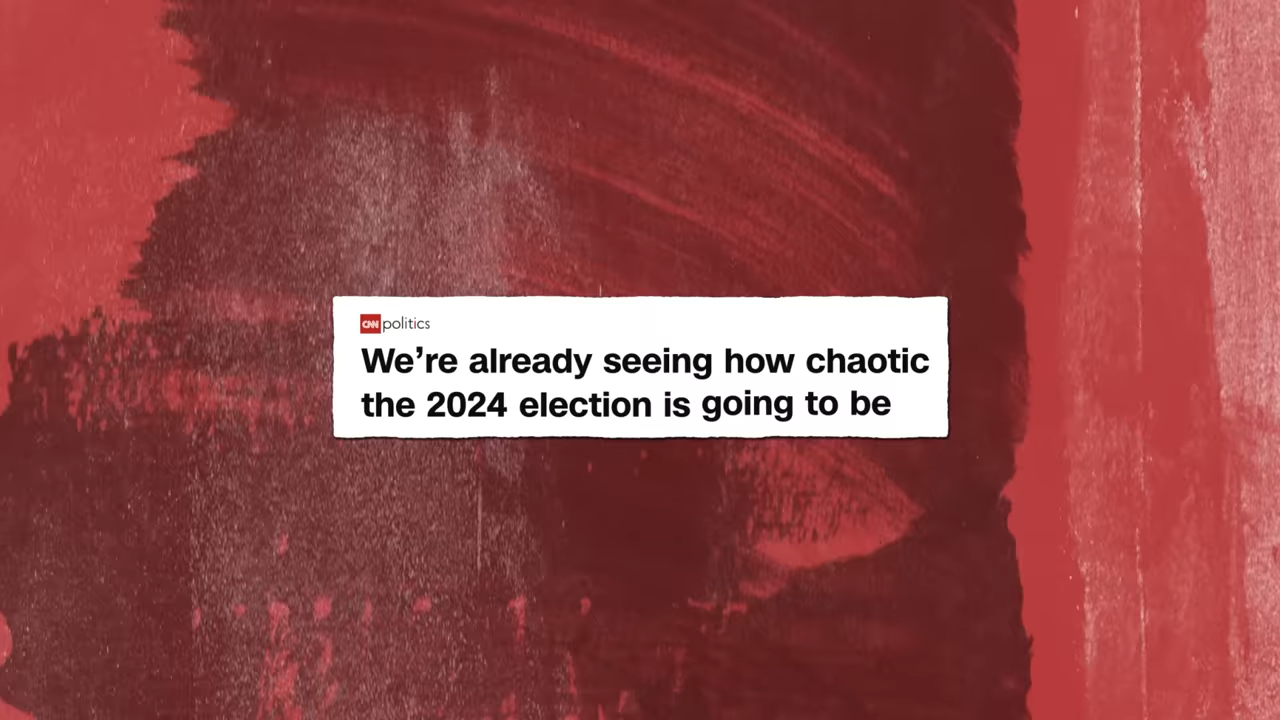 CNN politics
We're already seeing how chaotic
the 2024 election is going to be